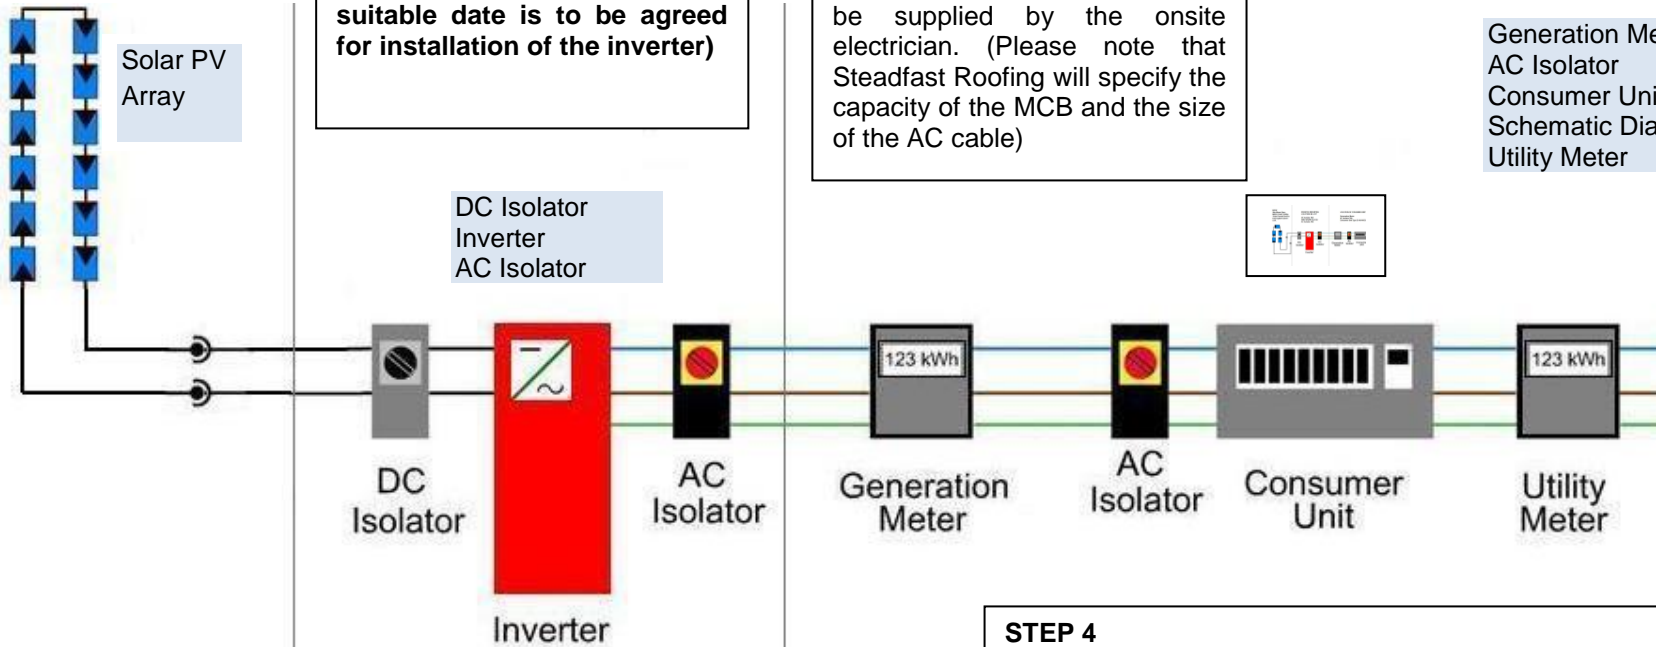 suitable date is to be agreed
for installation of the inverter)
be supplied by the onsite
electrician. (Please note that
Steadfast Roofing will specify the
capacity of the MCB and the size
of the AC cable)
Solar PV
Array
Generation Me
AC Isolator
Consumer Uni
Schematic Dia
Utility Meter
DC Isolator
Inverter
AC Isolator
123 kWh
123 kWh
DC
Isolator
AC
Isolator
Generation
Meter
AC
Isolator
Consumer
Unit
Utility
Meter
Inverter
STEP 4